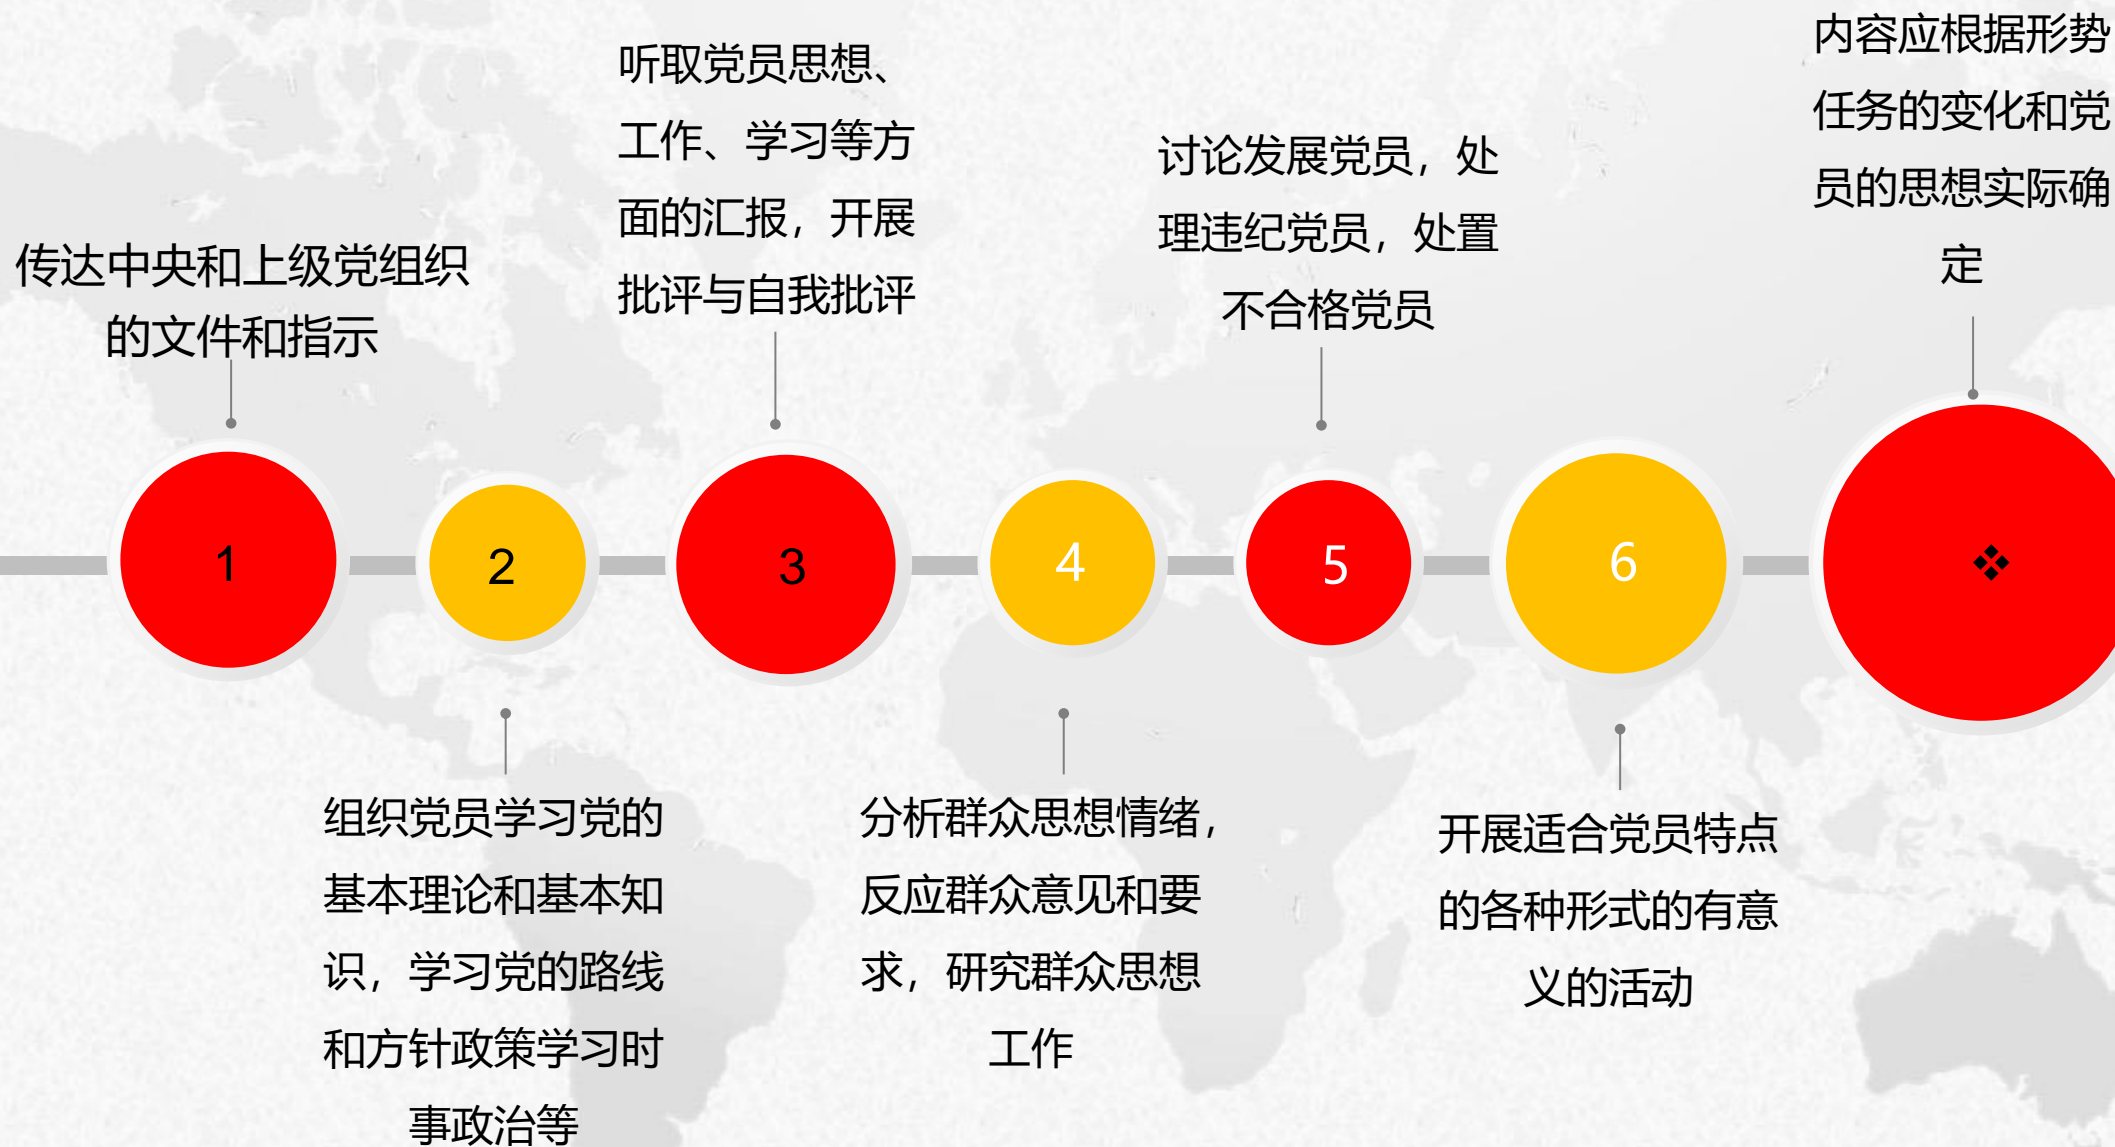 传达中央和上级党组织
的文件和指示
1
组织党员学习党的
基本理论和基本知
识，学习党的路线
和方针政策学习时
事政治等
2
听取党员思想、
工作、学习等方
面的汇报，开展
批评与自我批评
3
分析群众思想情绪，
反应群众意见和要
求，研究群众思想
工作
4
讨论发展党员，处
理违纪党员，处置
不合格党员
5
开展适合党员特点
的各种形式的有意
义的活动
6
内容应根据形势
任务的变化和党
员的思想实际确
定
❖